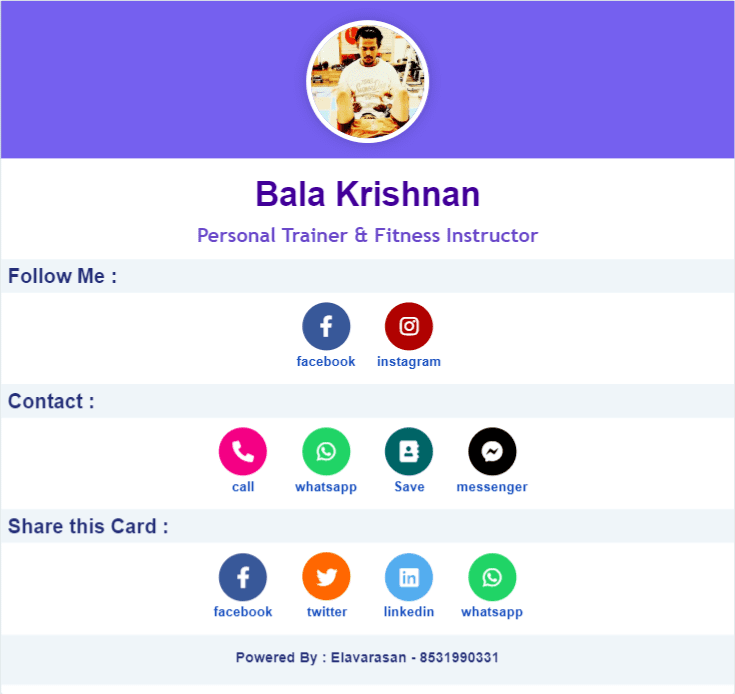 Bala Krishnan
Personal Trainer & Fitness Instructor
Follow Me :
facebook instagram
Contact :
call whatsapp Save messenger
Share this Card :
facebook twitter linkedin whatsapp
Powered By : Elavarasan - 8531990331